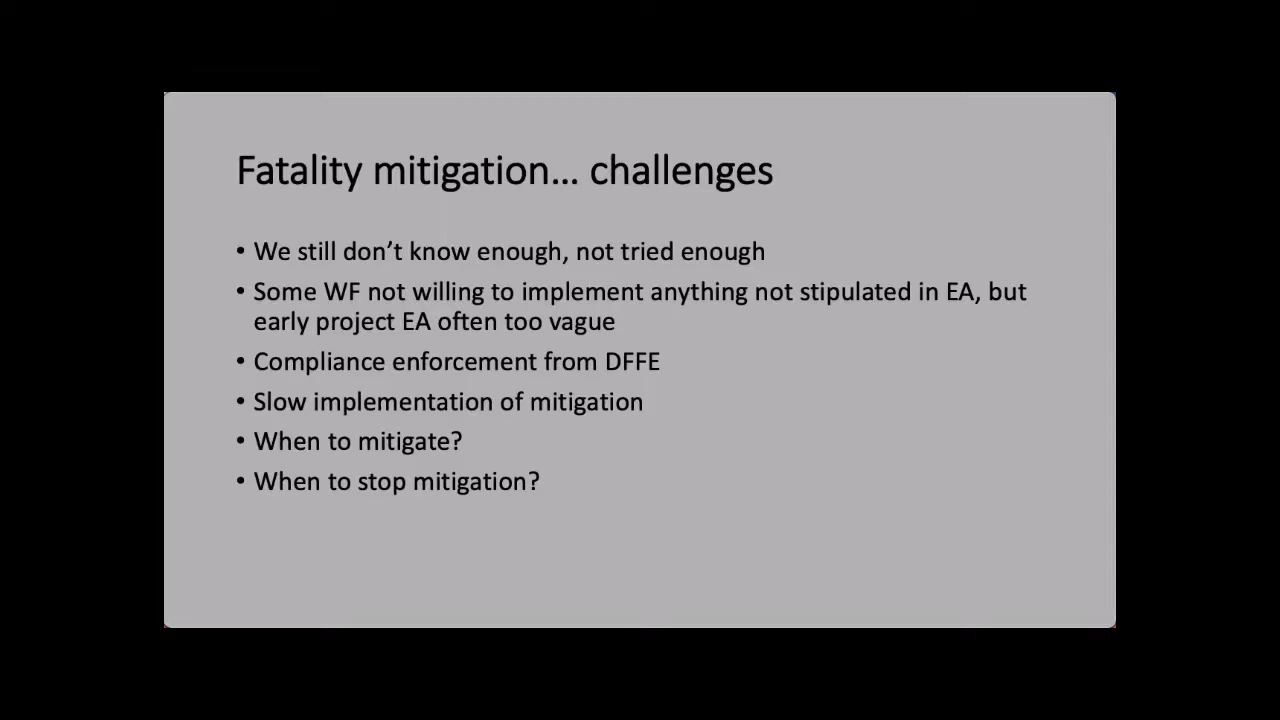 Fatality mitigation… challenges
• We still don’t know enough, not tried enough
• Some WF not willing to implement anything not stipulated in EA, but
early project EA often too vague
• Compliance enforcement from DFFE
• Slow implementation of mitigation
• When to mitigate?
• When to stop mitigation?